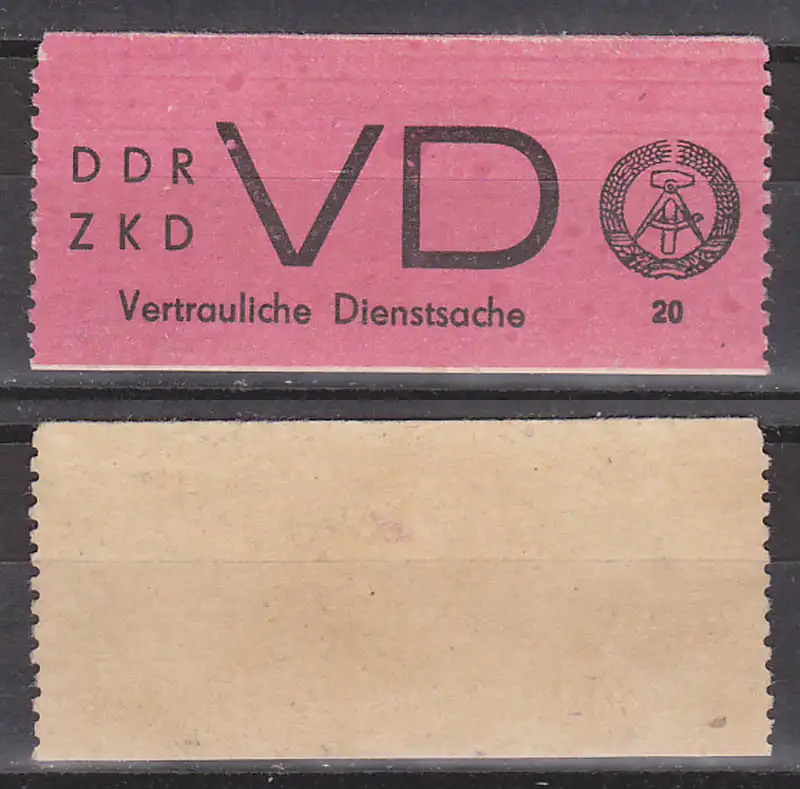 DDR
ZKD
VD
Vertrauliche Dienstsache
20